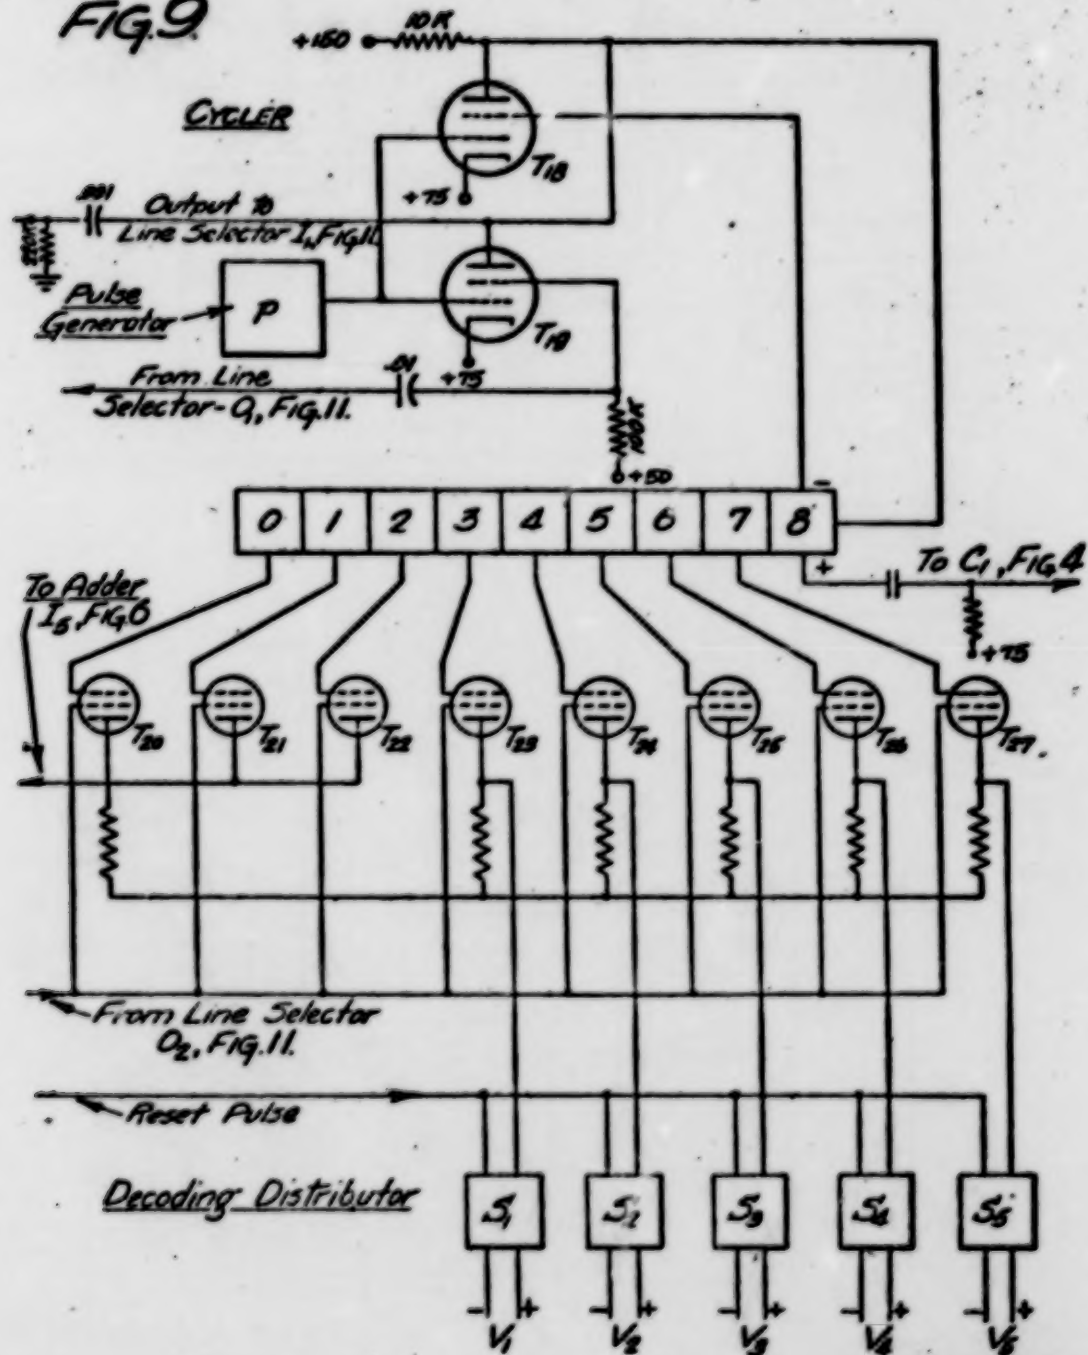 FIG.9.
10K
+150
CYCLER
T18
+75
.001
Output to
Line Selector I, FIG.11
220K
Pulse
Generator
P
T19
.01
+75
From Line
Selector-O, FIG.11.
100K
+50
-
0 1 2 3 4 5 6 7 8
+
To C1, FIG.4
To Adder
I5, FIG.6
+75
T20 T21 T22 T23 T24 T25 T26 T27
From Line Selector
O2, FIG.11.
Reset Pulse
Decoding Distributor
S1 S2 S3 S4 S5
- + - + - + - + - +
V1 V2 V3 V4 V5